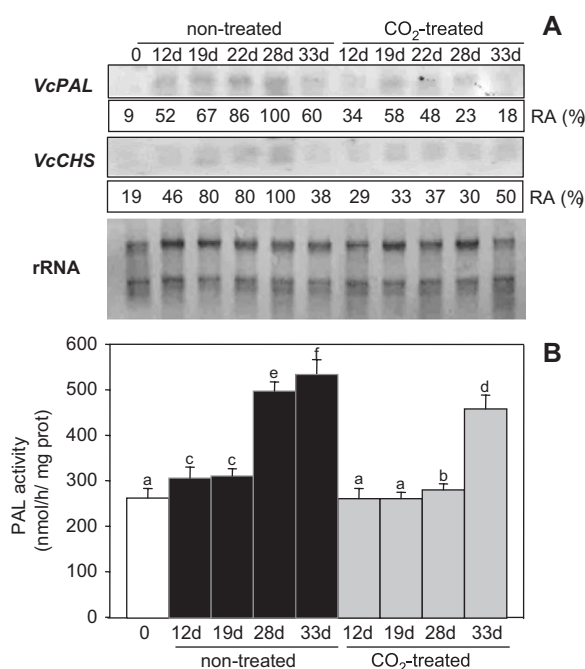 non-treated CO2-treated A
0 12d 19d 22d 28d 33d 12d 19d 22d 28d 33d
VcPAL
9 52 67 86 100 60 34 58 48 23 18 RA (%)
VcCHS
19 46 80 80 100 38 29 33 37 30 50 RA (%)
rRNA
B
600
500
400
300
200
100
0
PAL activity
(nmol/h/ mg prot)
a c c e f a a b d
0 12d 19d 28d 33d 12d 19d 28d 33d
non-treated CO2-treated